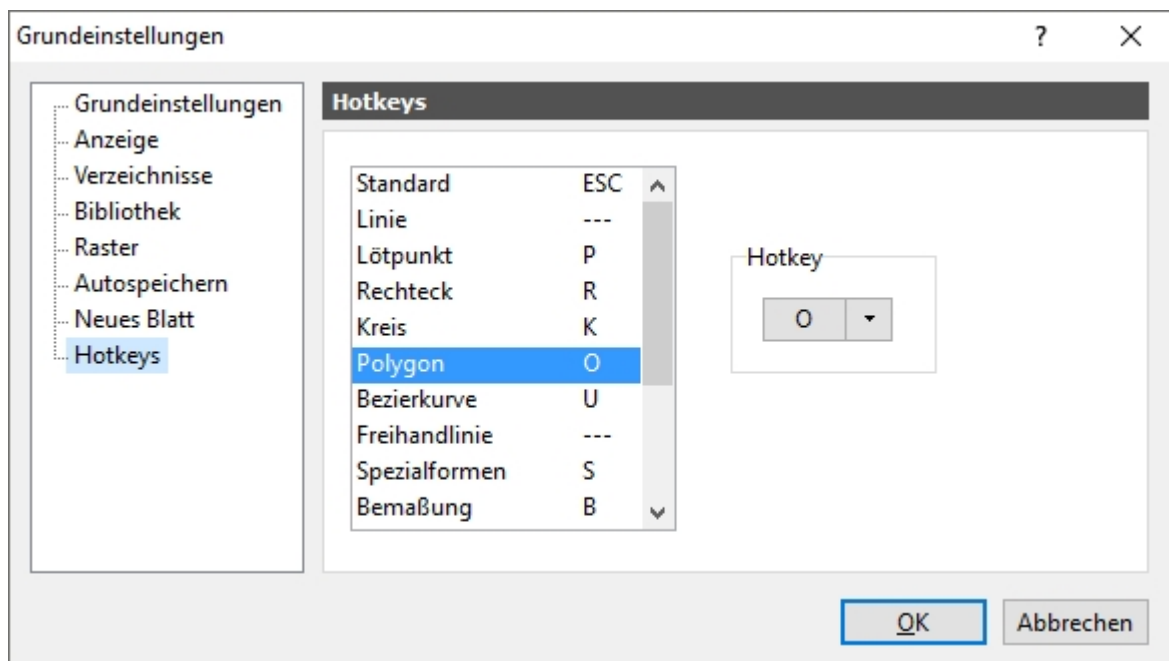 Grundeinstellungen
?
Grundeinstellungen
Anzeige
Verzeichnisse
Bibliothek
Raster
Autospeichern
Neues Blatt
Hotkeys
Hotkeys
Standard ESC
Linie ---
Lötpunkt P
Rechteck R
Kreis K
Polygon O
Bezierkurve U
Freihandlinie ---
Spezialformen S
Bemaßung B
Hotkey
O
OK
Abbrechen